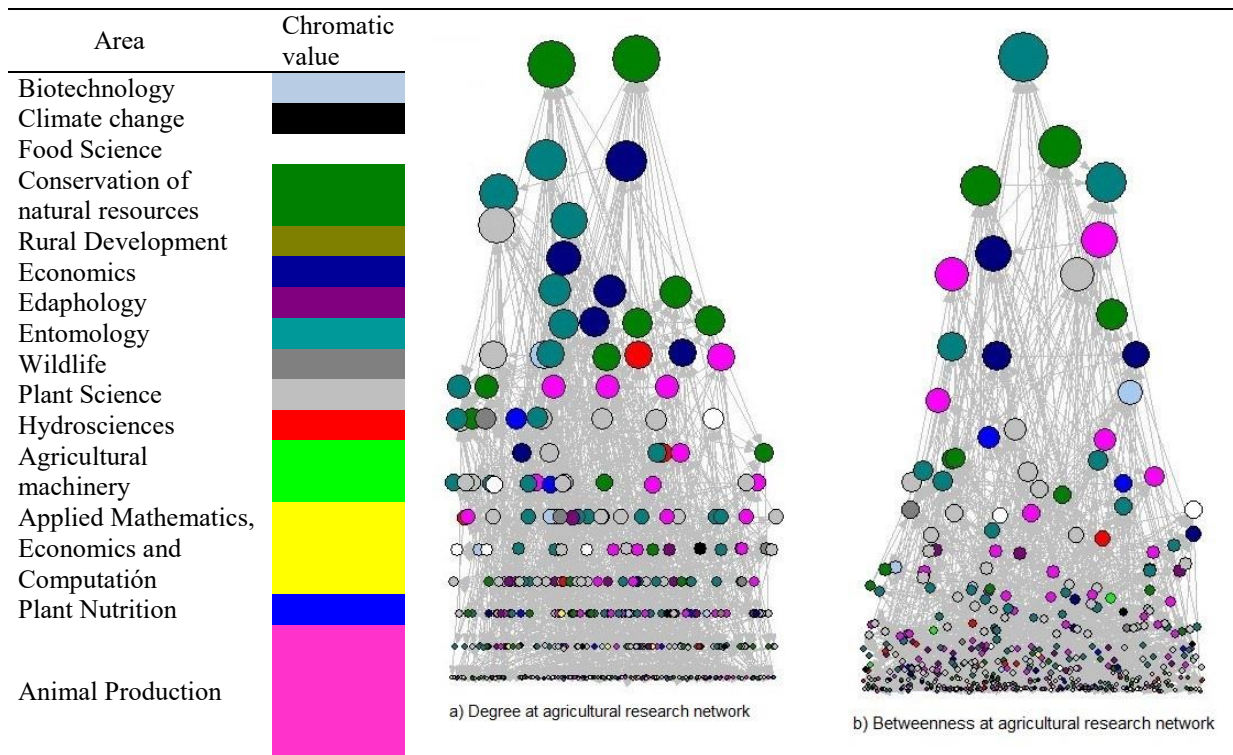 Area
Chromatic
value
Biotechnology
Climate change
Food Science
Conservation of
natural resources
Rural Development
Economics
Edaphology
Entomology
Wildlife
Plant Science
Hydrosciences
Agricultural
machinery
Applied Mathematics,
Economics and
Computatión
Plant Nutrition
Animal Production
a) Degree at agricultural research network
b) Betweenness at agricultural research network